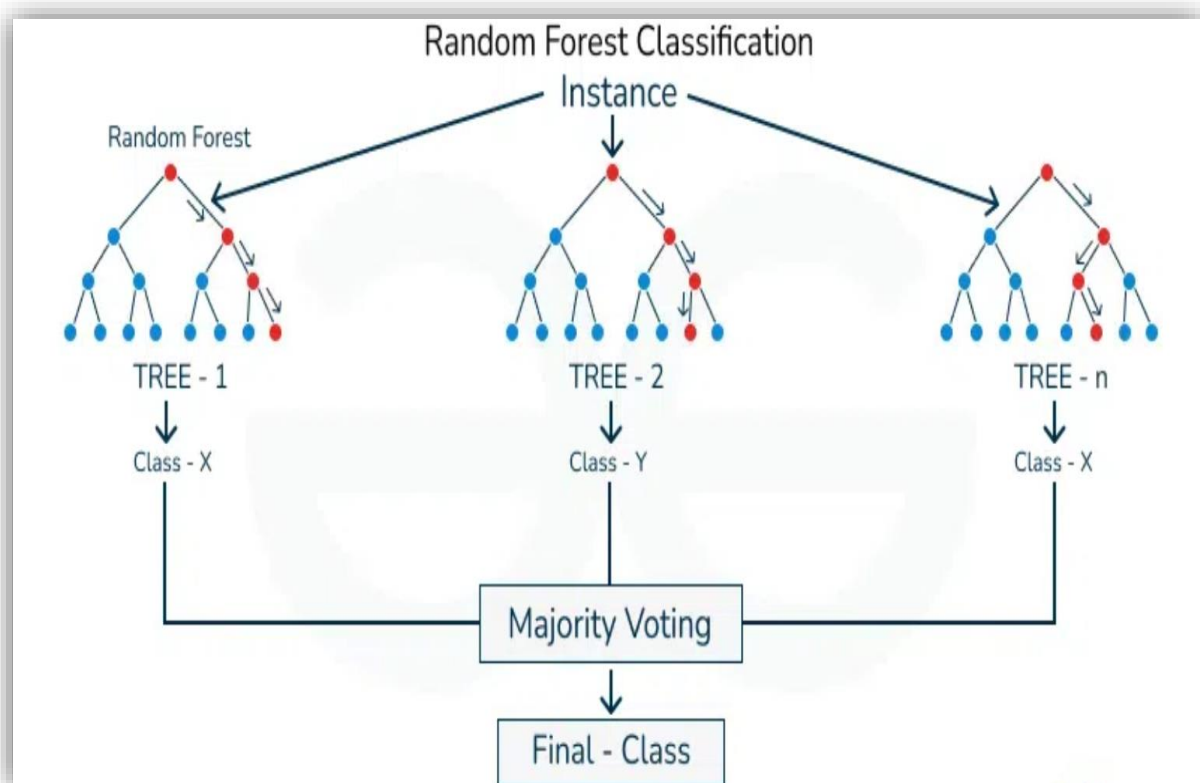 Random Forest Classification
Instance
Random Forest
TREE - 1
TREE - 2
TREE - n
Class - X
Class - Y
Class - X
Majority Voting
Final - Class